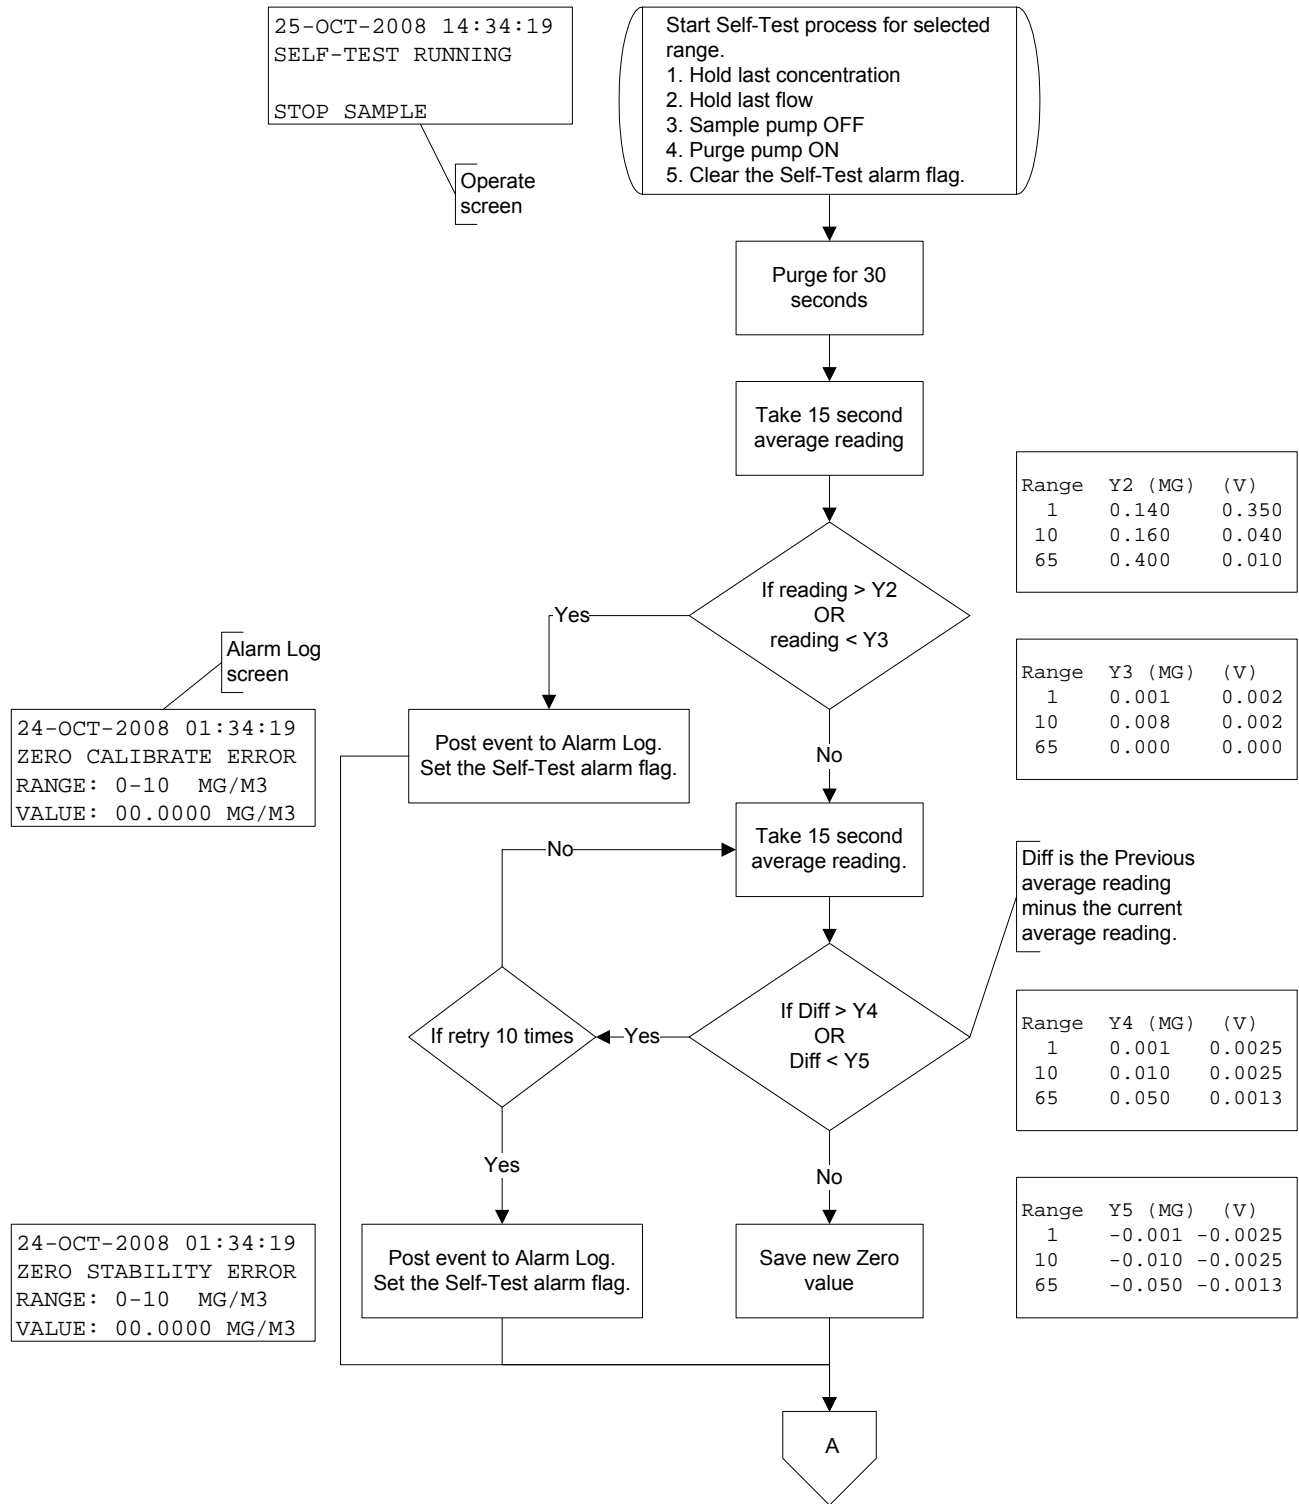 25-OCT-2008 14:34:19
SELF-TEST RUNNING
STOP SAMPLE
Operate
screen
Start Self-Test process for selected
range.
1. Hold last concentration
2. Hold last flow
3. Sample pump OFF
4. Purge pump ON
5. Clear the Self-Test alarm flag.
Purge for 30
seconds
Take 15 second
average reading
Range Y2 (MG) (V)
1 0.140 0.350
10 0.160 0.040
65 0.400 0.010
If reading > Y2
OR
reading < Y3
Yes
No
Range Y3 (MG) (V)
1 0.001 0.002
10 0.008 0.002
65 0.000 0.000
Alarm Log
screen
24-OCT-2008 01:34:19
ZERO CALIBRATE ERROR
RANGE: 0-10 MG/M3
VALUE: 00.0000 MG/M3
Post event to Alarm Log.
Set the Self-Test alarm flag.
Take 15 second
average reading.
No
Diff is the Previous
average reading
minus the current
average reading.
If Diff > Y4
OR
Diff < Y5
Yes
If retry 10 times
Range Y4 (MG) (V)
1 0.001 0.0025
10 0.010 0.0025
65 0.050 0.0013
Yes
No
Range Y5 (MG) (V)
1 -0.001 -0.0025
10 -0.010 -0.0025
65 -0.050 -0.0013
24-OCT-2008 01:34:19
ZERO STABILITY ERROR
RANGE: 0-10 MG/M3
VALUE: 00.0000 MG/M3
Post event to Alarm Log.
Set the Self-Test alarm flag.
Save new Zero
value
A